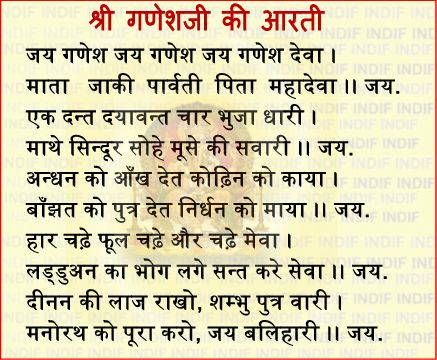 श्री गणेशजी की आरती
जय गणेश जय गणेश जय गणेश देवा ।
माता जाकी पार्वती पिता महादेवा ।। जय.
एक दन्त दयावन्त चार भुजा धारी ।
माथे सिन्दूर सोहे मूसे की सवारी ।। जय.
अन्धन को आँख देत कोढ़िन को काया ।
बाँझत को पुत्र देत निर्धन को माया ।। जय.
हार चढ़े फूल चढ़े और चढ़े मेवा ।
लड्डुअन का भोग लगे सन्त करे सेवा ।। जय.
दीनन की लाज राखो, शम्भु पुत्र वारी ।
मनोरथ को पूरा करो, जय बलिहारी ।। जय.